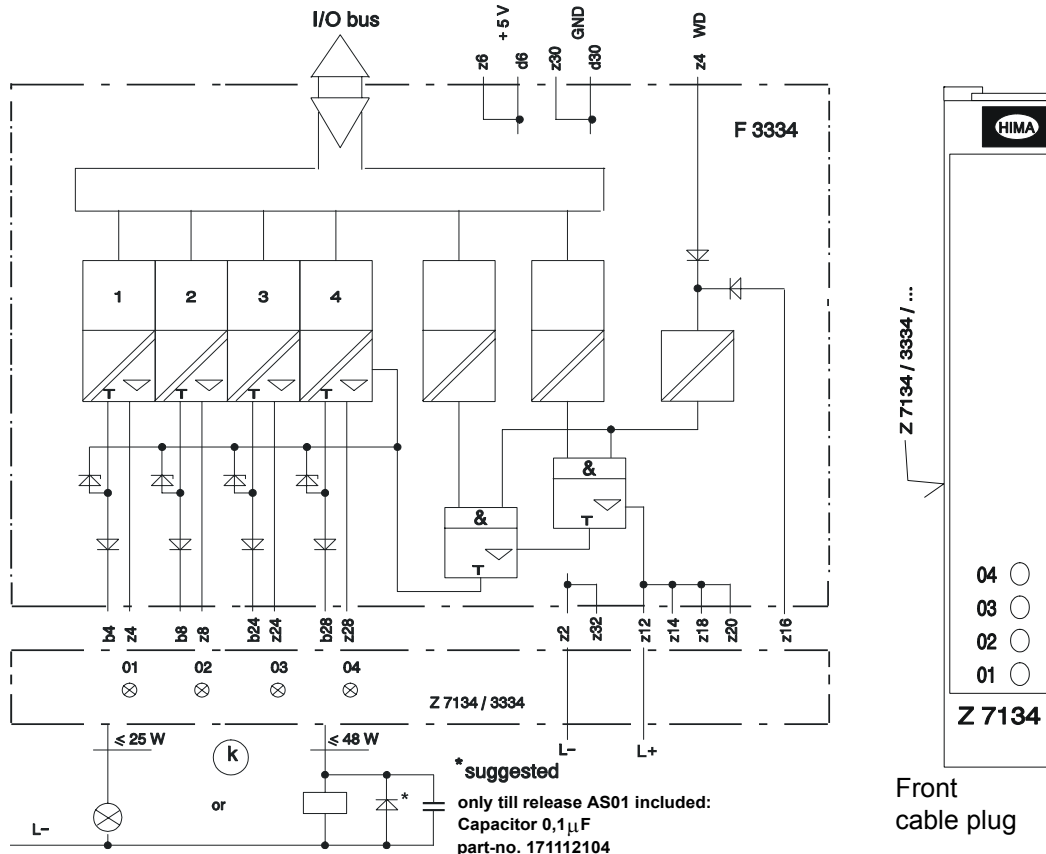 I/O bus
z6
+ 5 V
d6
z30
GND
d30
z4
WD
F 3334
1
2
3
4
T
T
T
T
&
T
&
T
b4
z4
b8
z8
b24
z24
b28
z28
z2
z32
z12
z14
z18
z20
z16
01
02
03
04
Z 7134 / 3334
≤ 25 W
k
or
≤ 48 W
*
L–
L–
L+
*suggested
only till release AS01 included:
Capacitor 0,1µF
part-no. 171112104
HIMA
Z 7134 / 3334 / ...
04
03
02
01
Z 7134
Front
cable plug